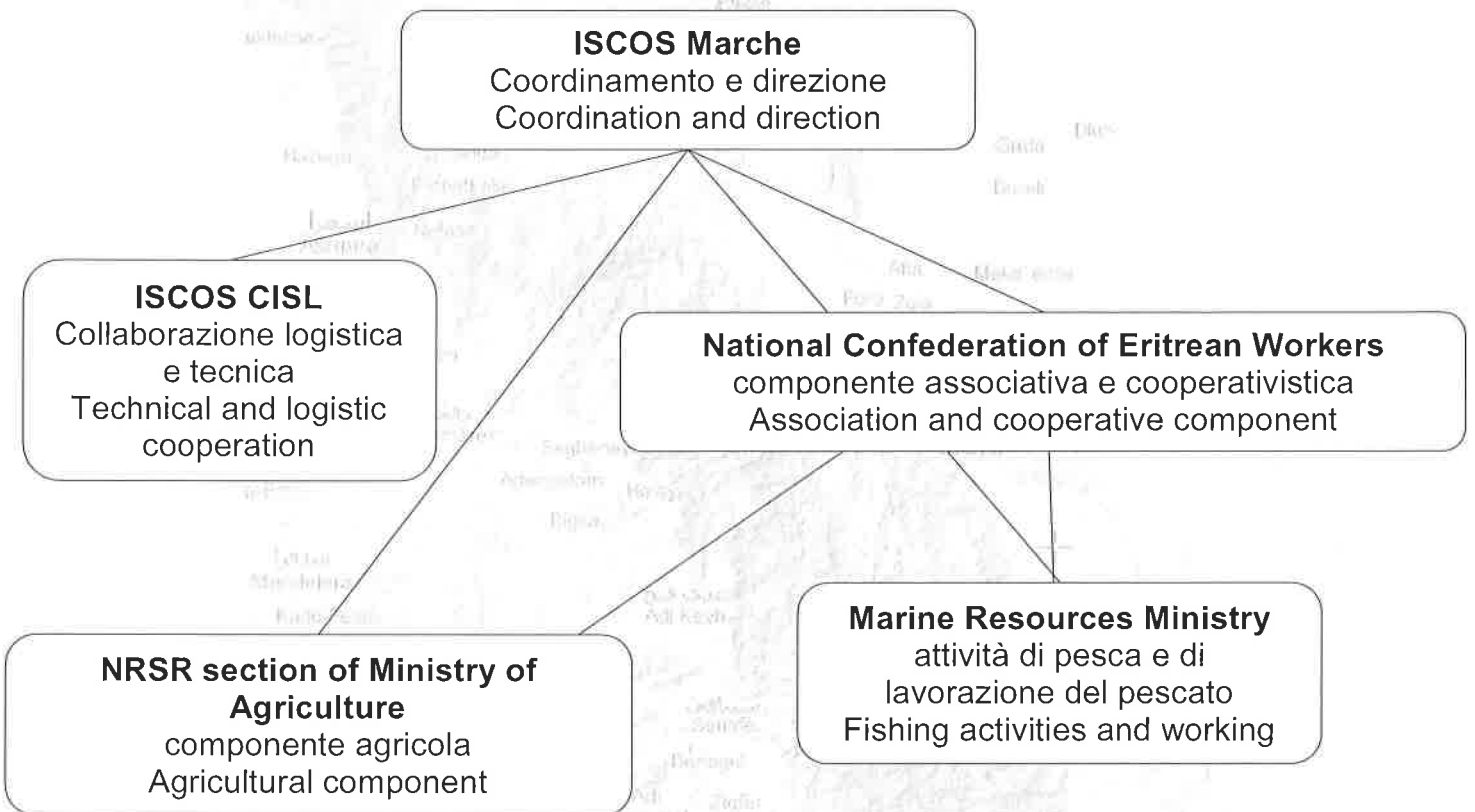 ISCOS Marche
Coordinamento e direzione
Coordination and direction
ISCOS CISL
Collaborazione logistica
e tecnica
Technical and logistic
cooperation
National Confederation of Eritrean Workers
componente associativa e cooperativistica
Association and cooperative component
NRSR section of Ministry of
Agriculture
componente agricola
Agricultural component
Marine Resources Ministry
attività di pesca e di
lavorazione del pescato
Fishing activities and working